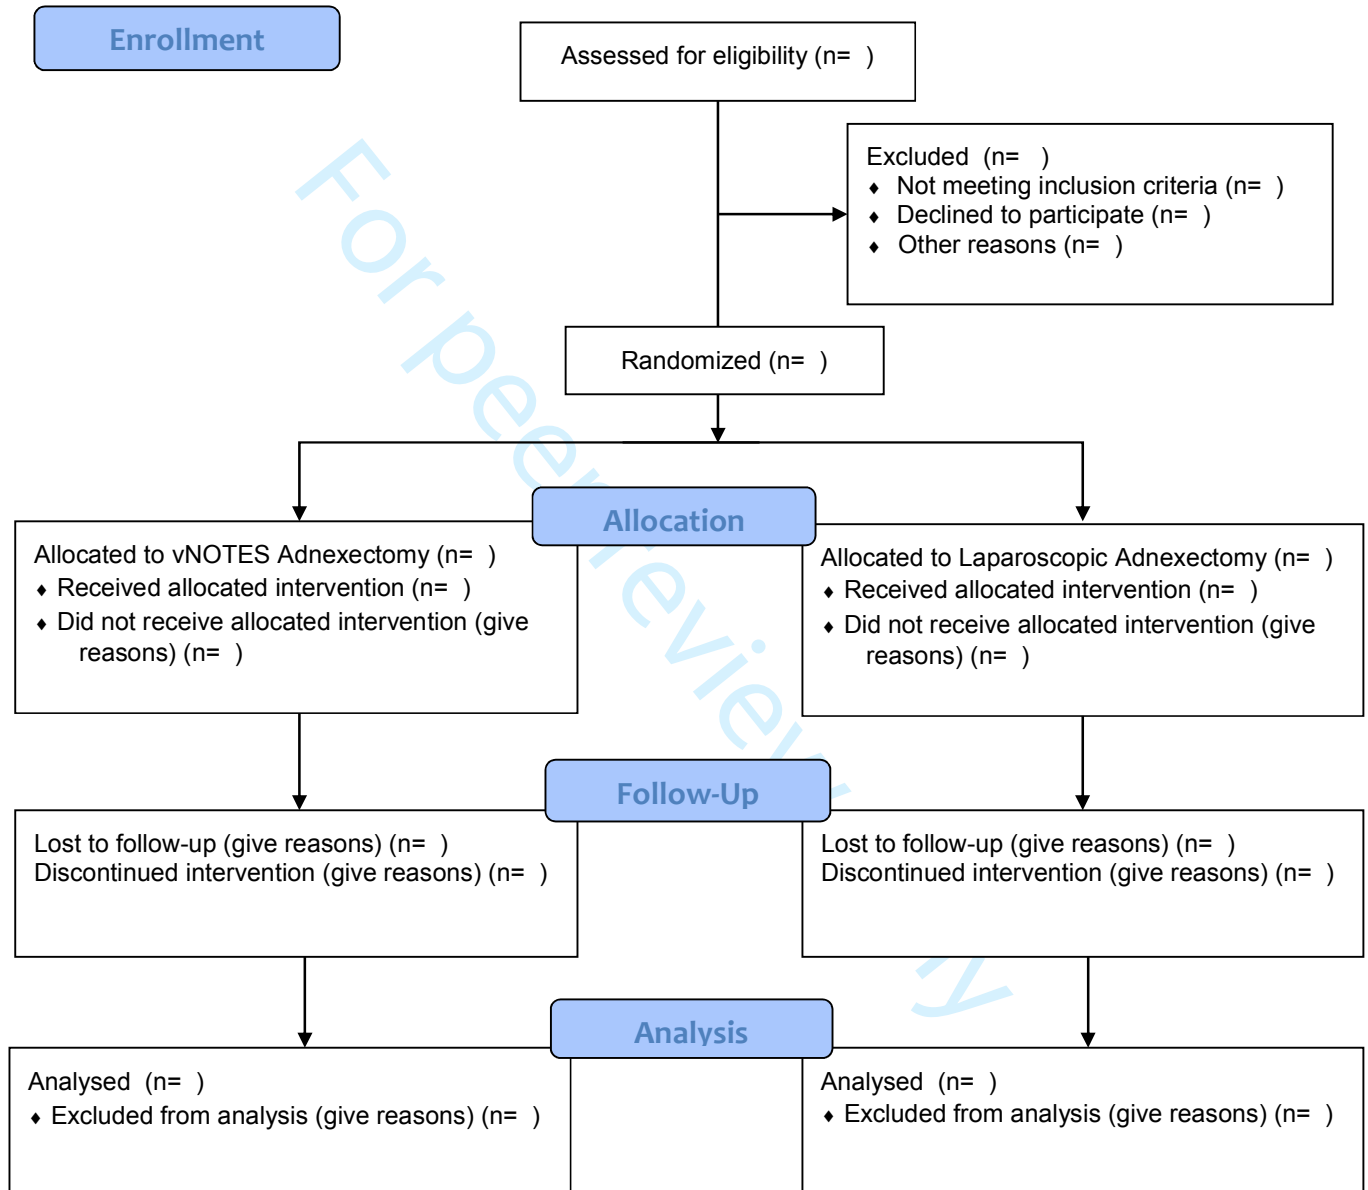 Enrollment
Assessed for eligibility (n=  )
Excluded  (n=   )
♦ Not meeting inclusion criteria (n=  )
♦ Declined to participate (n=  )
♦ Other reasons (n=  )
Randomized (n=  )
Allocation
Allocated to vNOTES Adnexectomy (n=  )
♦ Received allocated intervention (n=  )
♦ Did not receive allocated intervention (give
reasons) (n=  )
Allocated to Laparoscopic Adnexectomy (n=  )
♦ Received allocated intervention (n=  )
♦ Did not receive allocated intervention (give
reasons) (n=  )
Follow-Up
Lost to follow-up (give reasons) (n=  )
Discontinued intervention (give reasons) (n=  )
Lost to follow-up (give reasons) (n=  )
Discontinued intervention (give reasons) (n=  )
Analysis
Analysed  (n=  )
♦ Excluded from analysis (give reasons) (n=  )
Analysed  (n=  )
♦ Excluded from analysis (give reasons) (n=  )
For peer review only